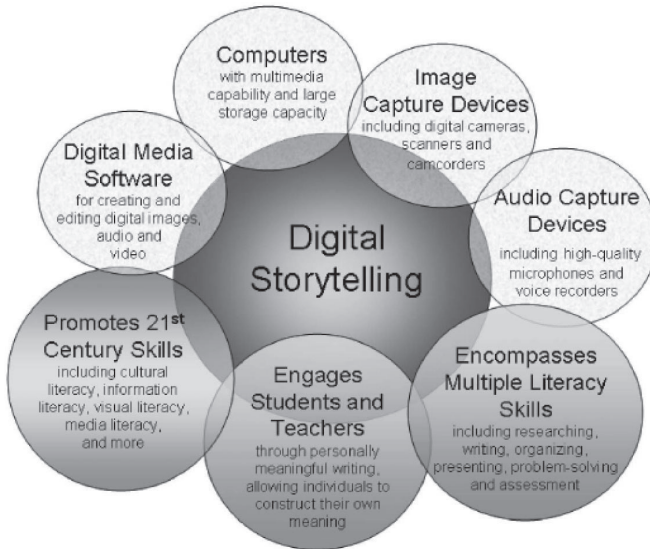 Computers
with multimedia
capability and large
storage capacity
Image
Capture Devices
including digital cameras,
scanners and
camcorders
Digital Media
Software
for creating and
editing digital images,
audio and
video
Digital
Storytelling
Audio Capture
Devices
including high-quality
microphones and
voice recorders
Promotes 21st
Century Skills
including cultural
literacy, information
literacy, visual literacy,
media literacy,
and more
Engages
Students and
Teachers
through personally
meaningful writing,
allowing individuals to
construct their own
meaning
Encompasses
Multiple Literacy
Skills
including researching,
writing, organizing,
presenting, problem-solving
and assessment